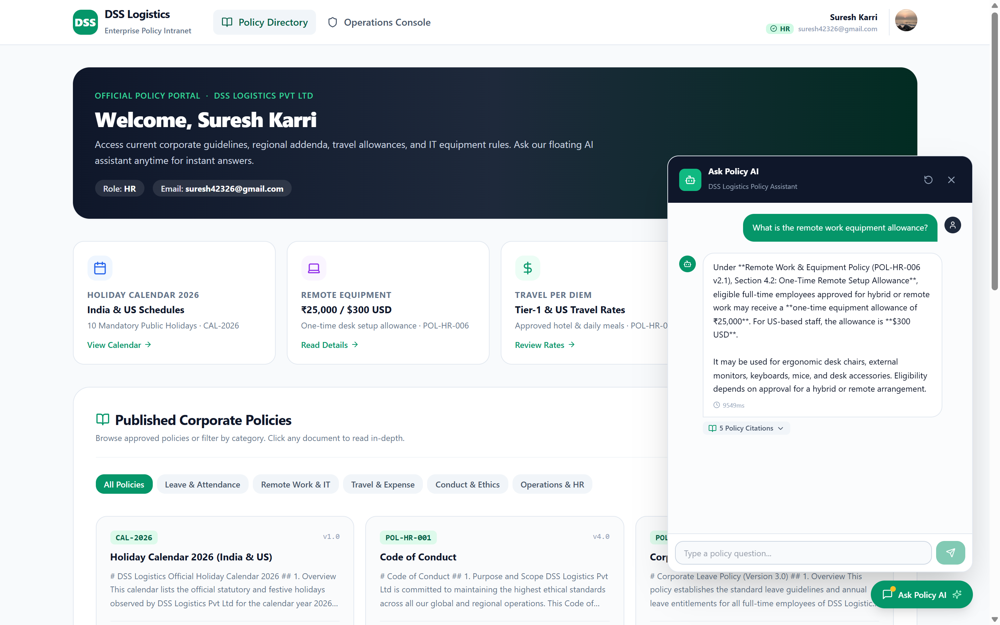 DSS
DSS Logistics
Enterprise Policy Intranet
Policy Directory
Operations Console
Suresh Karri
HR
suresh42326@gmail.com
OFFICIAL POLICY PORTAL · DSS LOGISTICS PVT LTD
Welcome, Suresh Karri
Access current corporate guidelines, regional addenda, travel allowances, and IT equipment rules. Ask our floating AI
assistant anytime for instant answers.
Role: HR
Email: suresh42326@gmail.com
HOLIDAY CALENDAR 2026
India & US Schedules
10 Mandatory Public Holidays · CAL-2026
View Calendar →
REMOTE EQUIPMENT
₹25,000 / $300 USD
One-time desk setup allowance · POL-HR-006
Read Details →
TRAVEL PER DIEM
Tier-1 & US Travel Rates
Approved hotel & daily meals · POL-HR-0
Review Rates →
Published Corporate Policies
Browse approved policies or filter by category. Click any document to read in-depth.
All Policies
Leave & Attendance
Remote Work & IT
Travel & Expense
Conduct & Ethics
Operations & HR
CAL-2026
v1.0
Holiday Calendar 2026 (India & US)
# DSS Logistics Official Holiday Calendar 2026 ## 1. Overview
This calendar lists the official statutory and festive holidays
observed by DSS Logistics Pvt Ltd for the calendar year 2026...
POL-HR-001
v4.0
Code of Conduct
# Code of Conduct ## 1. Purpose and Scope DSS Logistics Pvt
Ltd is committed to maintaining the highest ethical standards
across all our global and regional operations. This Code of...
POL
Corp
# Corporate Leave Policy (Version 3.0) ## 1. Overview This
policy establishes the standard leave guidelines and annual
leave entitlements for all full-time employees of DSS Logistic...
Ask Policy AI
DSS Logistics Policy Assistant
What is the remote work equipment allowance?
Under **Remote Work & Equipment Policy (POL-HR-006
v2.1), Section 4.2: One-Time Remote Setup Allowance**,
eligible full-time employees approved for hybrid or remote
work may receive a **one-time equipment allowance of
₹25,000**. For US-based staff, the allowance is **$300
USD**.
It may be used for ergonomic desk chairs, external
monitors, keyboards, mice, and desk accessories. Eligibility
depends on approval for a hybrid or remote arrangement.
9549ms
5 Policy Citations
Type a policy question...
Ask Policy AI